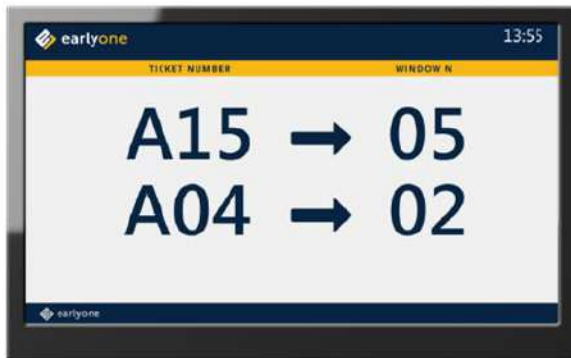 earlyone 13:55
TICKET NUMBER WINDOW N
A15 → 05
A04 → 02
earlyone